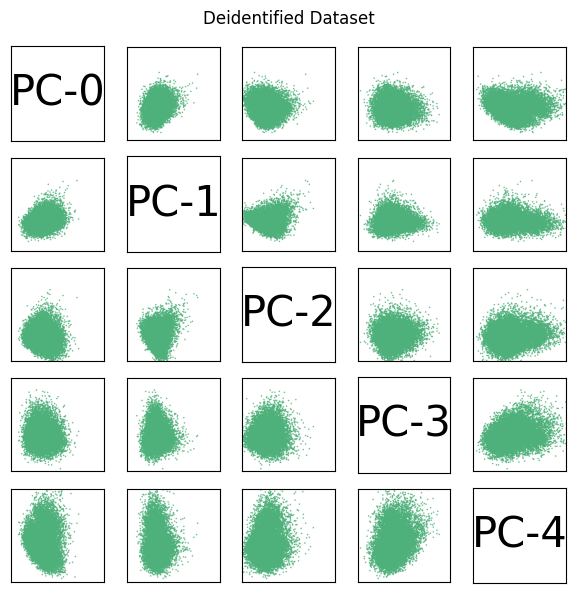 Deidentified Dataset
PC-0
PC-1
PC-2
PC-3
PC-4